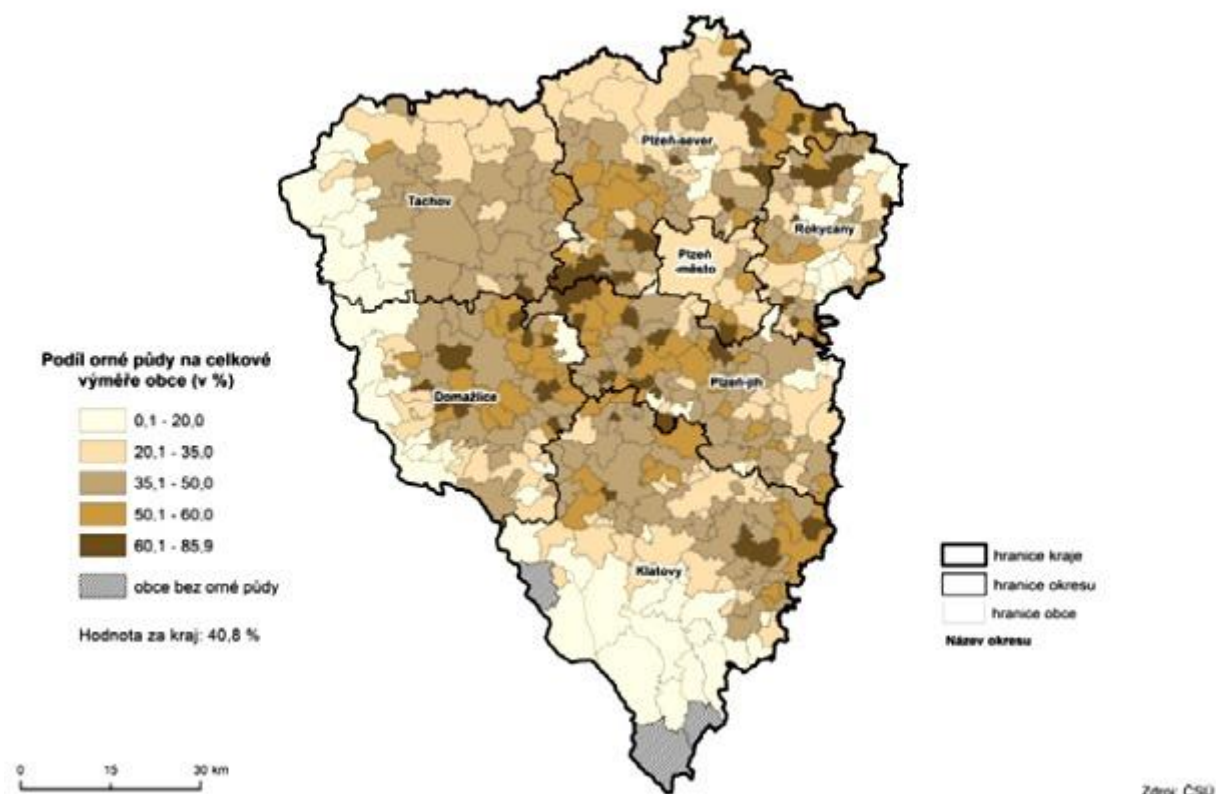 Plzeň-sever
Tachov
Rokycany
Plzeň
-město
Podíl orné půdy na celkové
výměře obce (v %)
0,1 - 20,0
20,1 - 35,0
35,1 - 50,0
50,1 - 60,0
60,1 - 85,9
obce bez orné půdy
Hodnota za kraj: 40,8 %
Domažlice
Plzeň-jih
Klatovy
hranice kraje
hranice okresu
hranice obce
Název okresu
0 15 30 km
Zdroj: ČSÚ